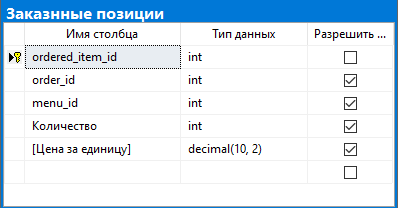 Заказнные позиции
Имя столбца Тип данных Разрешить ...
ordered_item_id int
order_id int
menu_id int
Количество int
[Цена за единицу] decimal(10, 2)